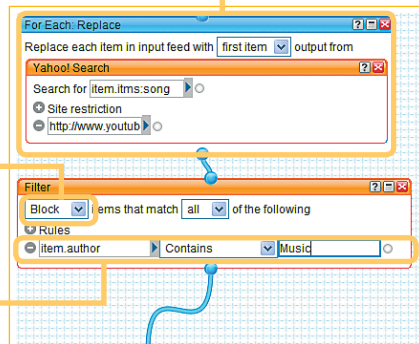 For Each: Replace
Replace each item in input feed with first item output from
Yahoo! Search
Search for item.itms:song
Site restriction
http://www.youtub
Filter
Block items that match all of the following
Rules
item.author Contains Music